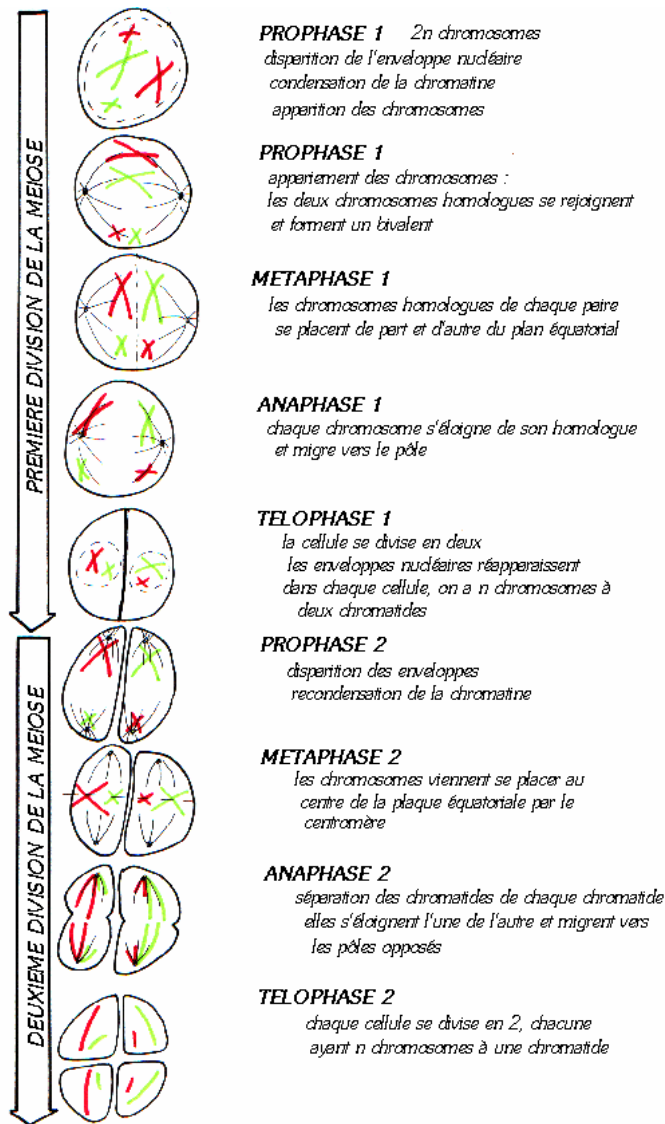 PREMIERE DIVISION DE LA MEIOSE
PROPHASE 1 2n chromosomes
disparition de l'enveloppe nucléaire
condensation de la chromatine
apparition des chromosomes
PROPHASE 1
appariement des chromosomes :
les deux chromosomes homologues se rejoignent
et forment un bivalent
METAPHASE 1
les chromosomes homologues de chaque paire
se placent de part et d'autre du plan équatorial
ANAPHASE 1
chaque chromosome s'éloigne de son homologue
et migre vers le pôle
TELOPHASE 1
la cellule se divise en deux
les enveloppes nucléaires réapparaissent
dans chaque cellule, on a n chromosomes à
deux chromatides
DEUXIEME DIVISION DE LA MEIOSE
PROPHASE 2
disparition des enveloppes
recondensation de la chromatine
METAPHASE 2
les chromosomes viennent se placer au
centre de la plaque équatoriale par le
centromère
ANAPHASE 2
séparation des chromatides de chaque chromatide
elles s'éloignent l'une de l'autre et migrent vers
les pôles opposés
TELOPHASE 2
chaque cellule se divise en 2, chacune
ayant n chromosomes à une chromatide